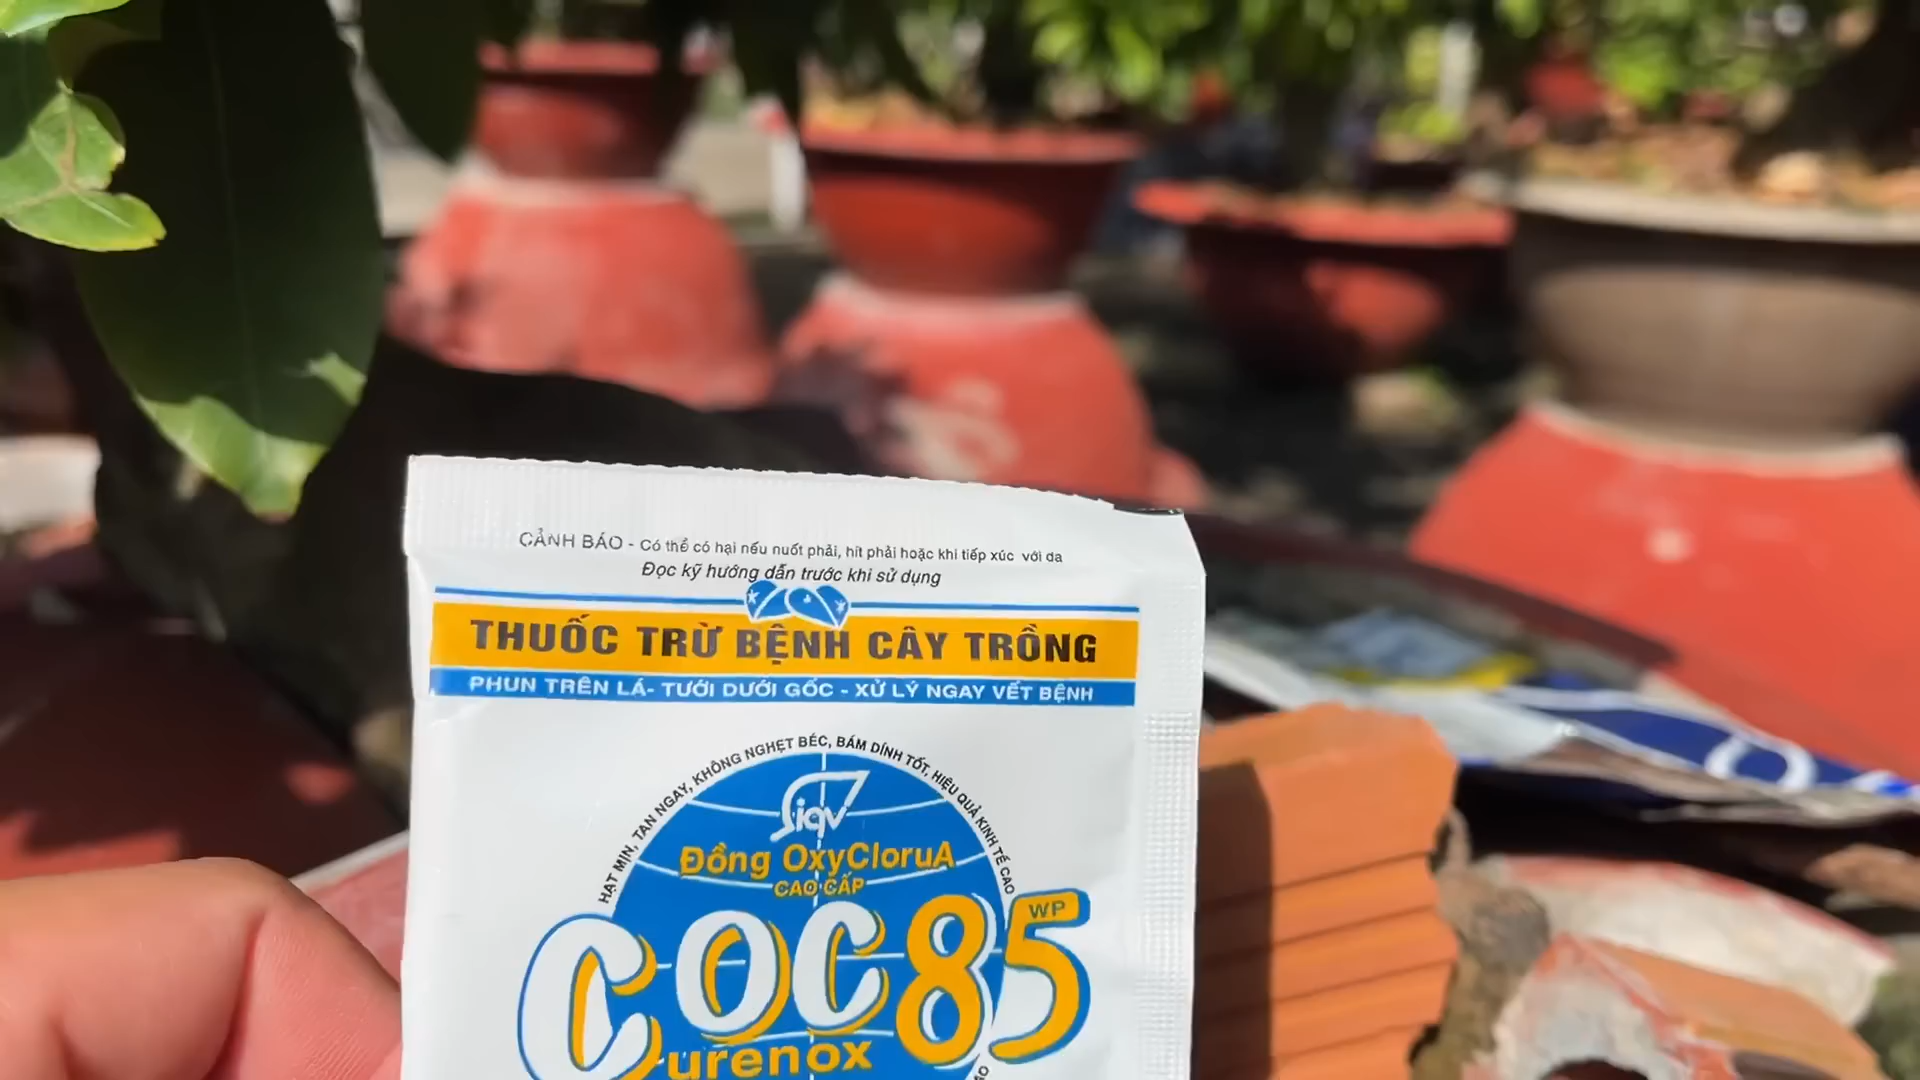 CẢNH BÁO - Có thể có hại nếu nuốt phải, hít phải hoặc khi tiếp xúc với da
Đọc kỹ hướng dẫn trước khi sử dụng
THUỐC TRỪ BỆNH CÂY TRỒNG
PHUN TRÊN LÁ- TƯỚI DƯỚI GỐC - XỬ LÝ NGAY VẾT BỆNH
HẠT MỊN, TAN NGAY, KHÔNG NGHẸT BÉC, BÁM DÍNH TỐT, HIỆU QUẢ KINH TẾ CAO
Đồng OxyCloruA
CAO CẤP
COC 85 WP
Curenox